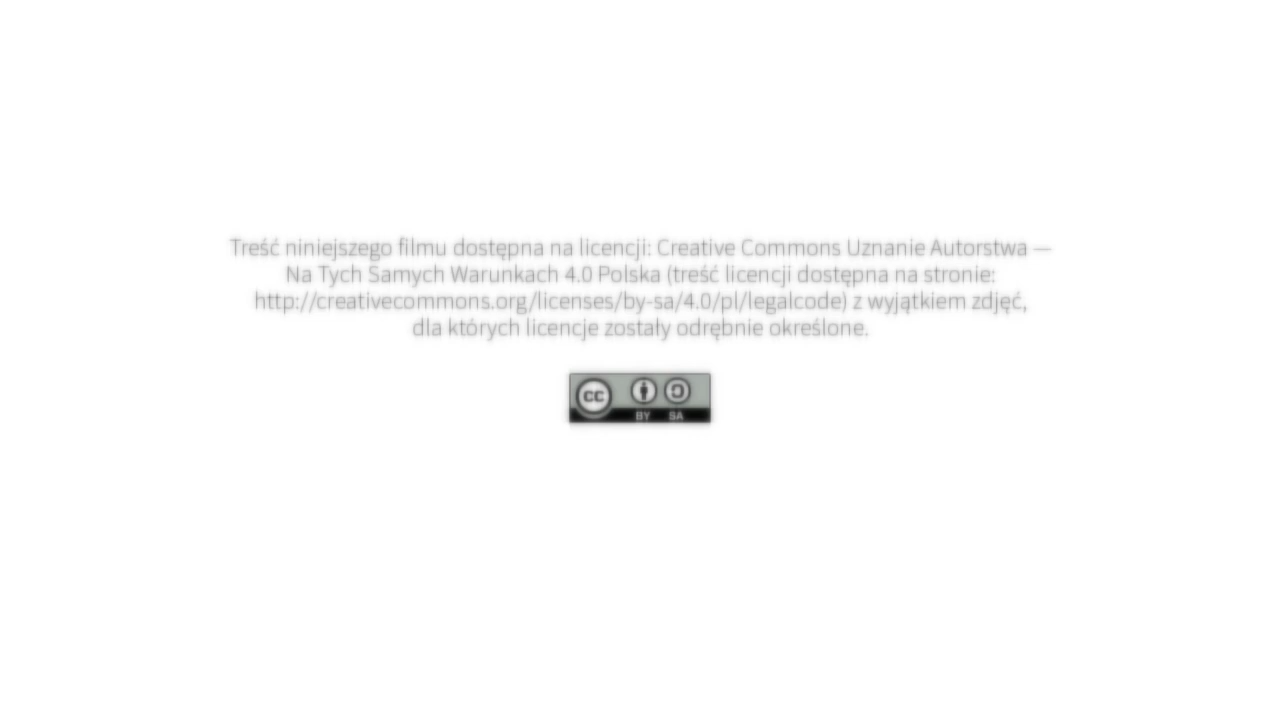 Treść niniejszego filmu dostępna na licencji: Creative Commons Uznanie Autorstwa —
Na Tych Samych Warunkach 4.0 Polska (treść licencji dostępna na stronie:
http://creativecommons.org/licenses/by-sa/4.0/pl/legalcode) z wyjątkiem zdjęć,
dla których licencje zostały odrębnie określone.
CC
BY SA